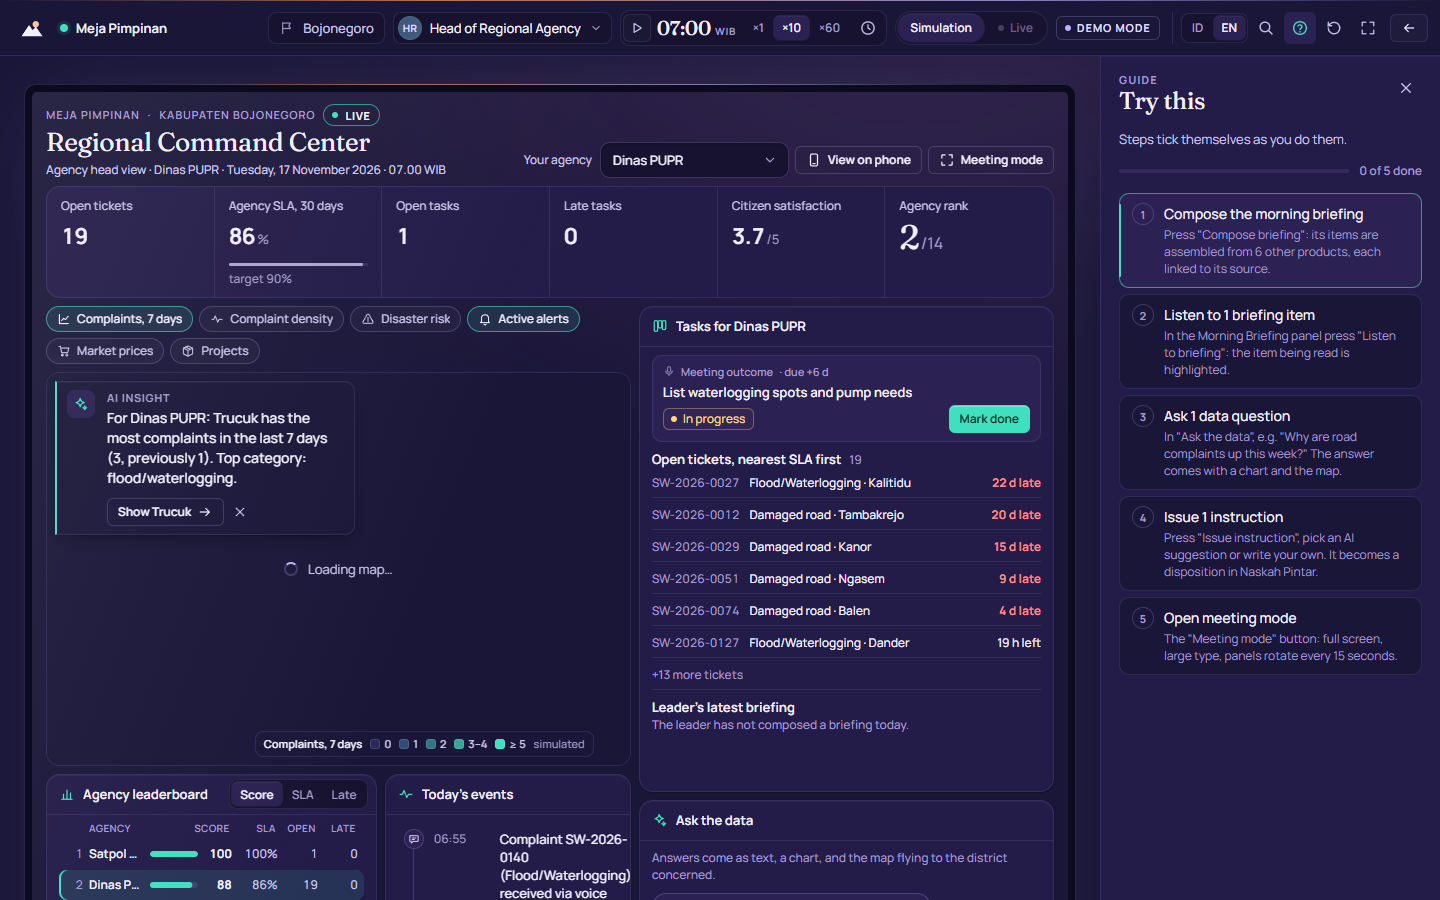 Meja Pimpinan
Bojonegoro
HR Head of Regional Agency
07:00 WIB
×1 ×10 ×60
Simulation
Live
DEMO MODE
ID EN
MEJA PIMPINAN · KABUPATEN BOJONEGORO
LIVE
Regional Command Center
Agency head view · Dinas PUPR · Tuesday, 17 November 2026 · 07.00 WIB
Your agency
Dinas PUPR
View on phone
Meeting mode
Open tickets
19
Agency SLA, 30 days
86%
target 90%
Open tasks
1
Late tasks
0
Citizen satisfaction
3.7/5
Agency rank
2/14
Complaints, 7 days
Complaint density
Disaster risk
Active alerts
Market prices
Projects
AI INSIGHT
For Dinas PUPR: Trucuk has the
most complaints in the last 7 days
(3, previously 1). Top category:
flood/waterlogging.
Show Trucuk
Loading map...
Complaints, 7 days 0 1 2 3–4 ≥ 5 simulated
Tasks for Dinas PUPR
Meeting outcome · due +6 d
List waterlogging spots and pump needs
In progress
Mark done
Open tickets, nearest SLA first 19
SW-2026-0027 Flood/Waterlogging · Kalitidu 22 d late
SW-2026-0012 Damaged road · Tambakrejo 20 d late
SW-2026-0029 Damaged road · Kanor 15 d late
SW-2026-0051 Damaged road · Ngasem 9 d late
SW-2026-0074 Damaged road · Balen 4 d late
SW-2026-0127 Flood/Waterlogging · Dander 19 h left
+13 more tickets
Leader's latest briefing
The leader has not composed a briefing today.
Agency leaderboard
Score SLA Late
AGENCY SCORE SLA OPEN LATE
1 Satpol ... 100 100% 1 0
2 Dinas P... 88 86% 19 0
Today's events
06:55
Complaint SW-2026-
0140
(Flood/Waterlogging)
received via voice
Ask the data
Answers come as text, a chart, and the map flying to the district
concerned.
GUIDE
Try this
Steps tick themselves as you do them.
0 of 5 done
1 Compose the morning briefing
Press "Compose briefing": its items are
assembled from 6 other products, each
linked to its source.
2 Listen to 1 briefing item
In the Morning Briefing panel press "Listen
to briefing": the item being read is
highlighted.
3 Ask 1 data question
In "Ask the data", e.g. "Why are road
complaints up this week?" The answer
comes with a chart and the map.
4 Issue 1 instruction
Press "Issue instruction", pick an AI
suggestion or write your own. It becomes a
disposition in Naskah Pintar.
5 Open meeting mode
The "Meeting mode" button: full screen,
large type, panels rotate every 15 seconds.